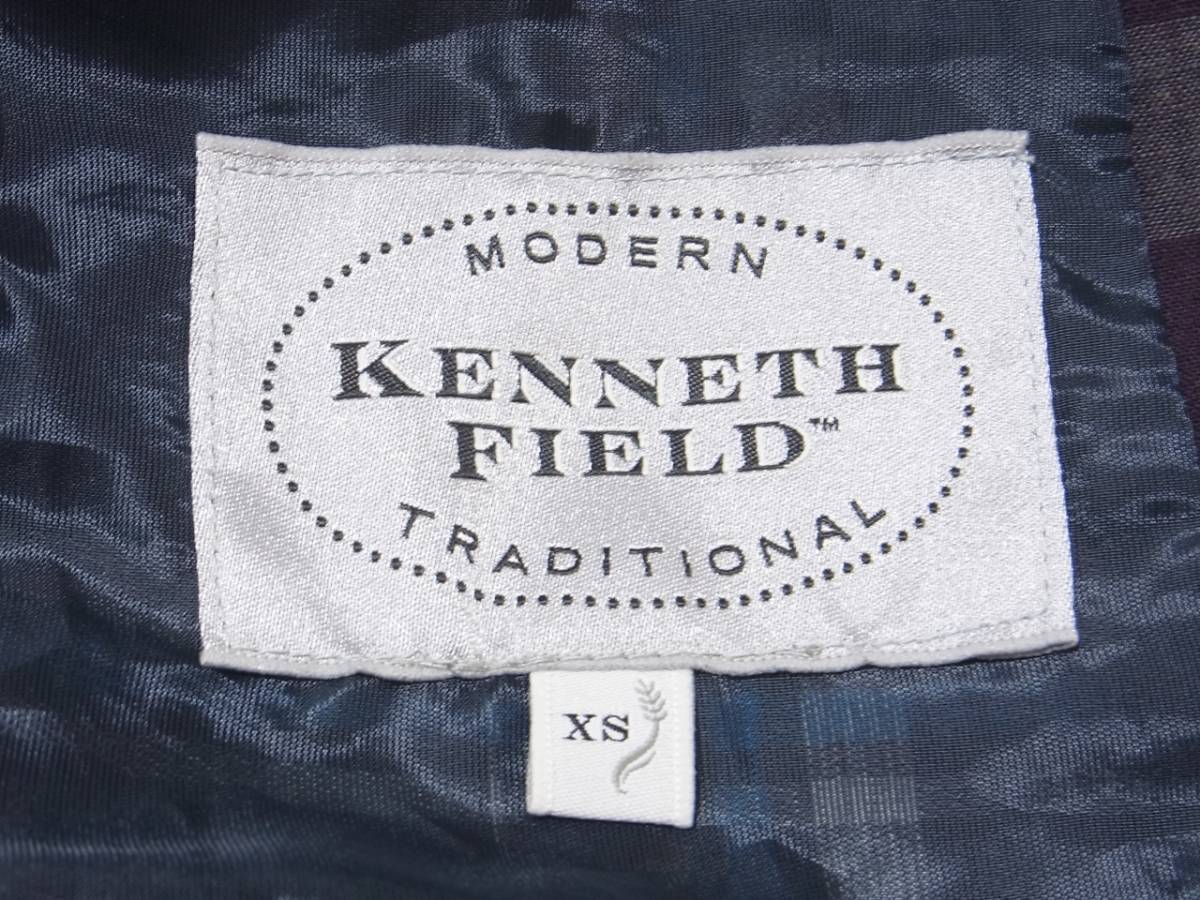 MODERN
KENNETH
FIELD™
TRADITIONAL
XS